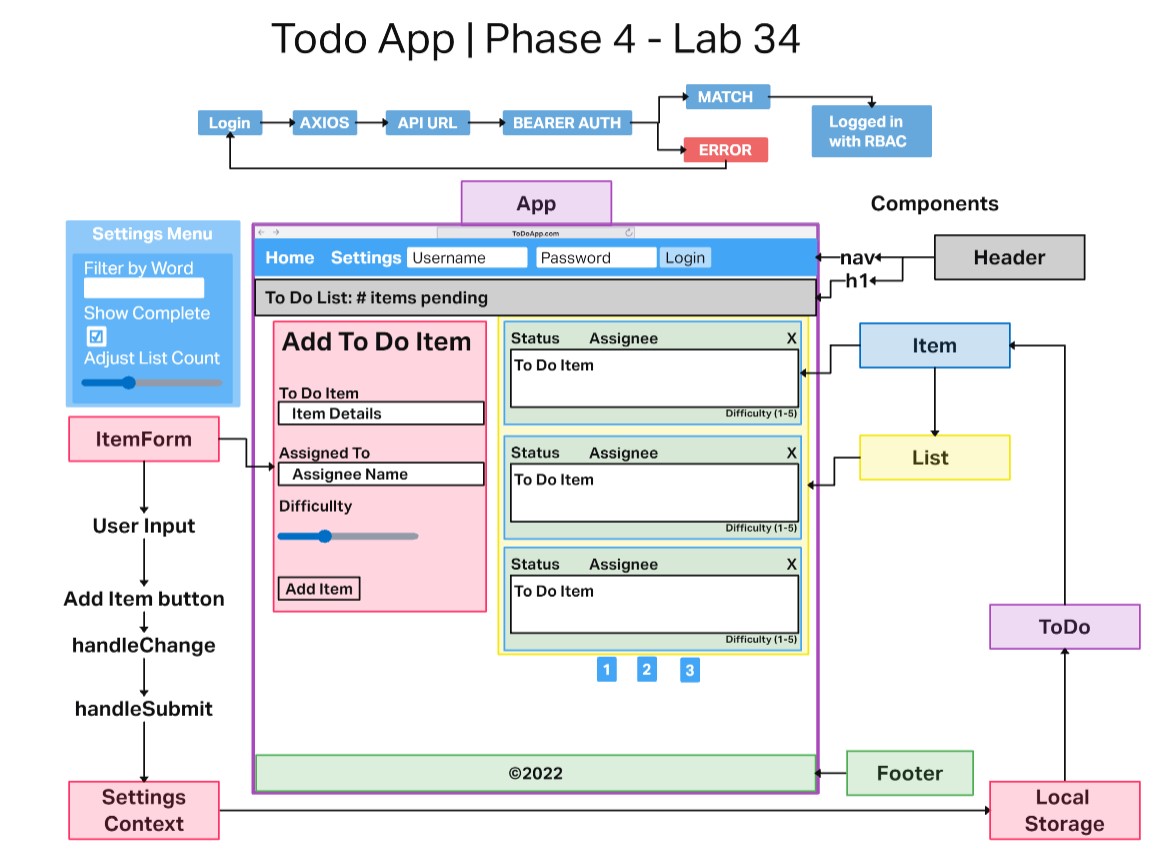 Todo App | Phase 4 - Lab 34
MATCH
Login
AXIOS
API URL
BEARER AUTH
Logged in
with RBAC
ERROR
App
Components
Settings Menu
Filter by Word
Show Complete
Adjust List Count
ToDoApp.com
Home
Settings
Username
Password
Login
nav
h1
Header
To Do List: # items pending
Add To Do Item
To Do Item
Item Details
Assigned To
Assignee Name
Difficullty
Add Item
Status Assignee X
To Do Item
Difficulty (1-5)
Status Assignee X
To Do Item
Difficulty (1-5)
Status Assignee X
To Do Item
Difficulty (1-5)
1 2 3
Item
List
ItemForm
User Input
Add Item button
handleChange
handleSubmit
Settings
Context
©2022
Footer
ToDo
Local
Storage